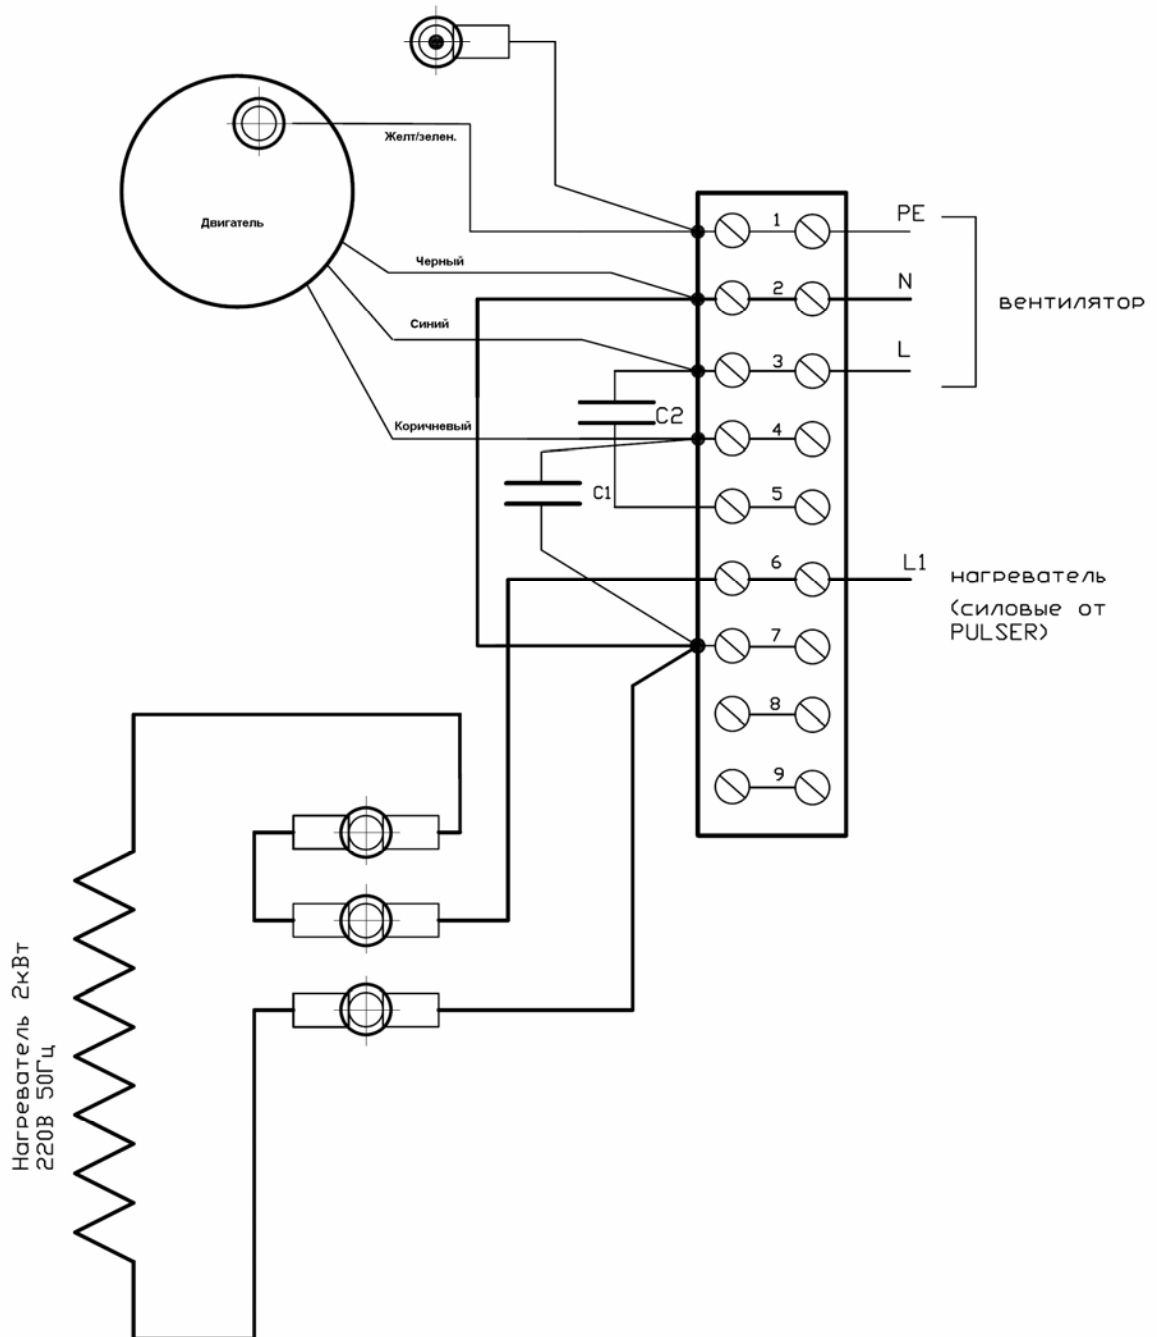 Желт/зелен.
Двигатель
Черный
Синий
Коричневый
C2
C1
1
2
3
4
5
6
7
8
9
PE
N
L
вентилятор
L1
нагреватель
(силовые от
PULSER)
Нагреватель 2кВт
220В 50Гц